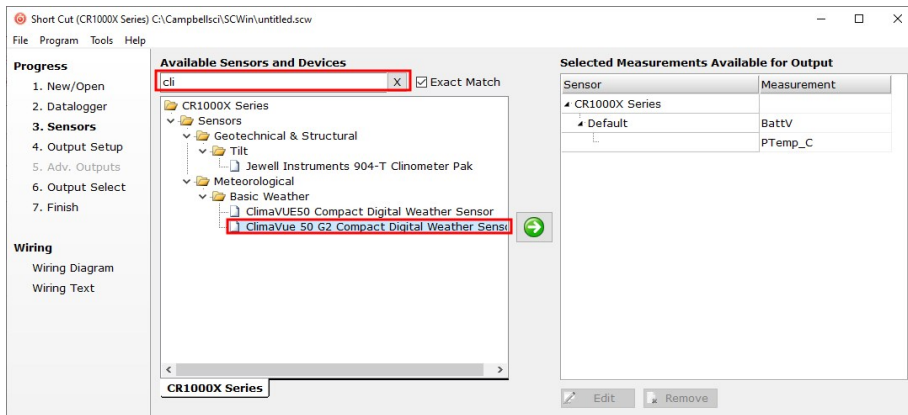 Short Cut (CR1000X Series) C:\Campbellsci\SCWin\untitled.scw
File Program Tools Help
Progress
1. New/Open
2. Datalogger
3. Sensors
4. Output Setup
5. Adv. Outputs
6. Output Select
7. Finish
Wiring
Wiring Diagram
Wiring Text
Available Sensors and Devices
cli X Exact Match
CR1000X Series
Sensors
Geotechnical & Structural
Tilt
Jewell Instruments 904-T Clinometer Pak
Meteorological
Basic Weather
ClimaVUE50 Compact Digital Weather Sensor
ClimaVue 50 G2 Compact Digital Weather Senso
CR1000X Series
Selected Measurements Available for Output
Sensor Measurement
CR1000X Series
Default BattV
PTemp_C
Edit Remove